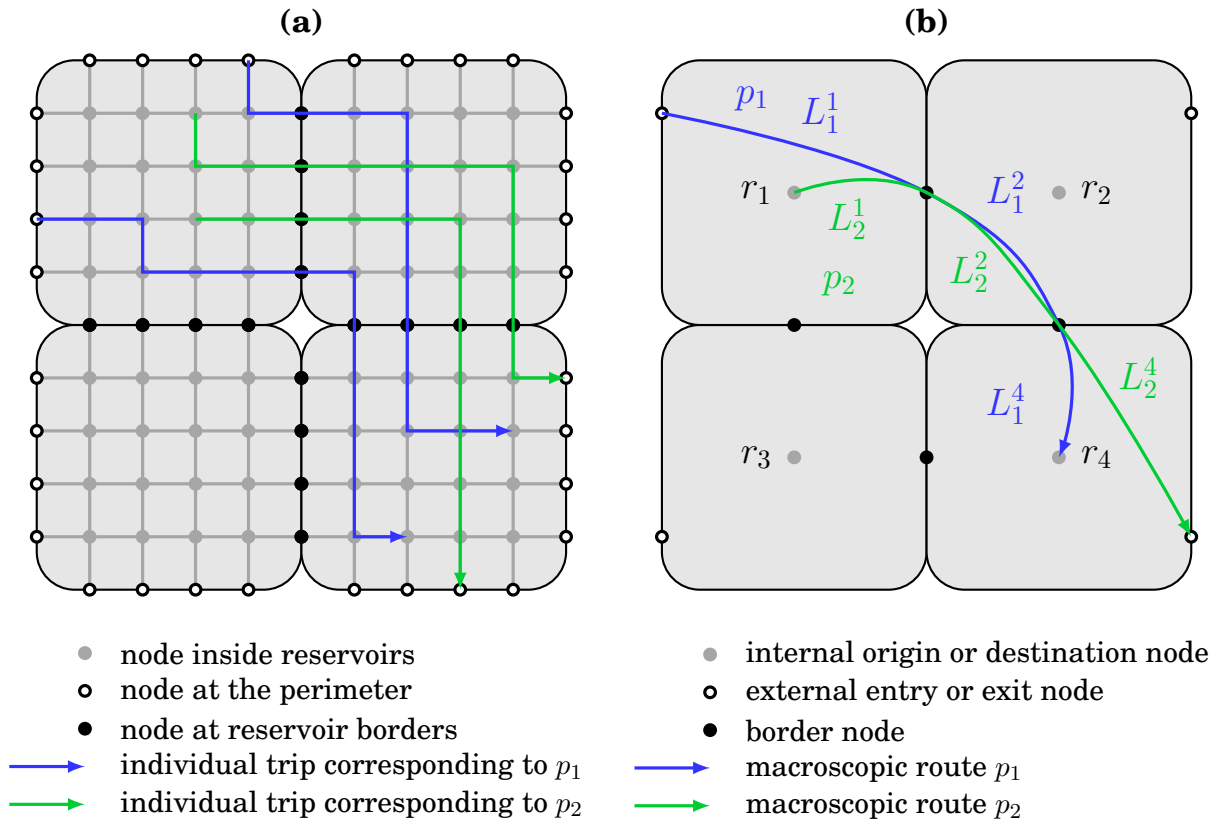 (a)
(b)
p₁
L₁¹
r₁
L₂¹
p₂
L₁²
r₂
L₂²
L₁⁴
L₂⁴
r₃
r₄
node inside reservoirs
node at the perimeter
node at reservoir borders
individual trip corresponding to p₁
individual trip corresponding to p₂
internal origin or destination node
external entry or exit node
border node
macroscopic route p₁
macroscopic route p₂